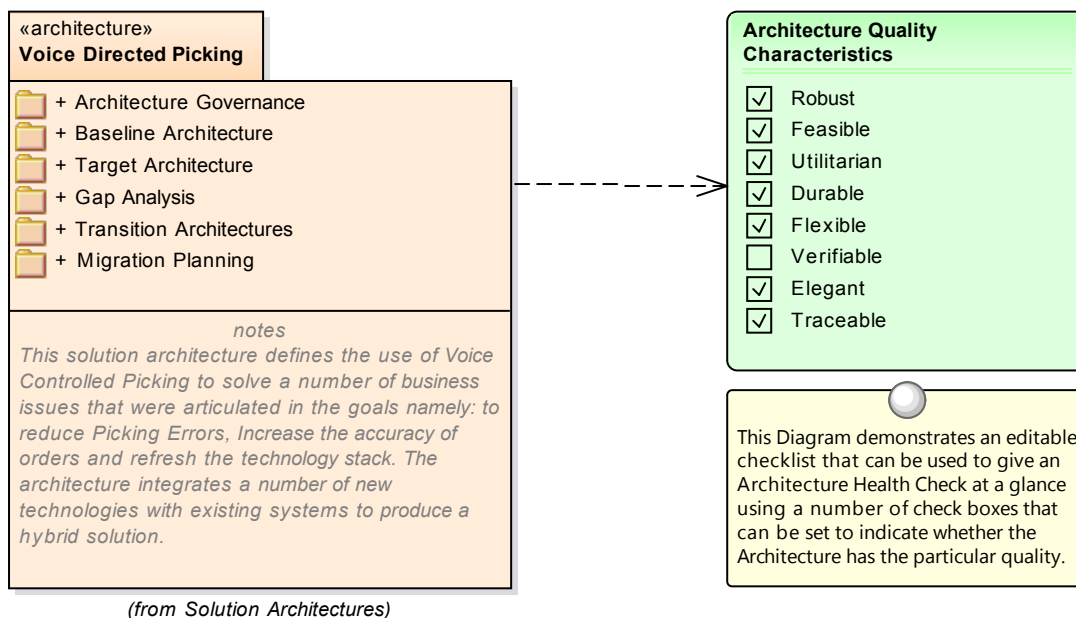 «architecture»
Voice Directed Picking
+ Architecture Governance
+ Baseline Architecture
+ Target Architecture
+ Gap Analysis
+ Transition Architectures
+ Migration Planning
notes
This solution architecture defines the use of Voice
Controlled Picking to solve a number of business
issues that were articulated in the goals namely: to
reduce Picking Errors, Increase the accuracy of
orders and refresh the technology stack. The
architecture integrates a number of new
technologies with existing systems to produce a
hybrid solution.
(from Solution Architectures)
Architecture Quality
Characteristics
Robust
Feasible
Utilitarian
Durable
Flexible
Verifiable
Elegant
Traceable
This Diagram demonstrates an editable
checklist that can be used to give an
Architecture Health Check at a glance
using a number of check boxes that
can be set to indicate whether the
Architecture has the particular quality.